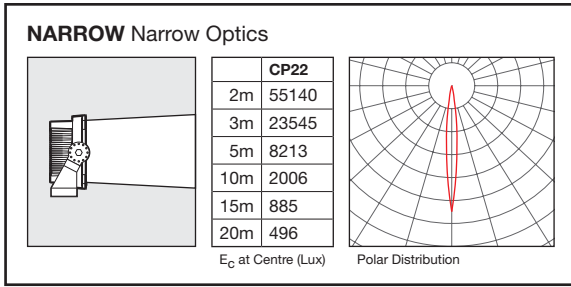 NARROW Narrow Optics
CP22
2m 55140
3m 23545
5m 8213
10m 2006
15m 885
20m 496
EC at Centre (Lux)
Polar Distribution